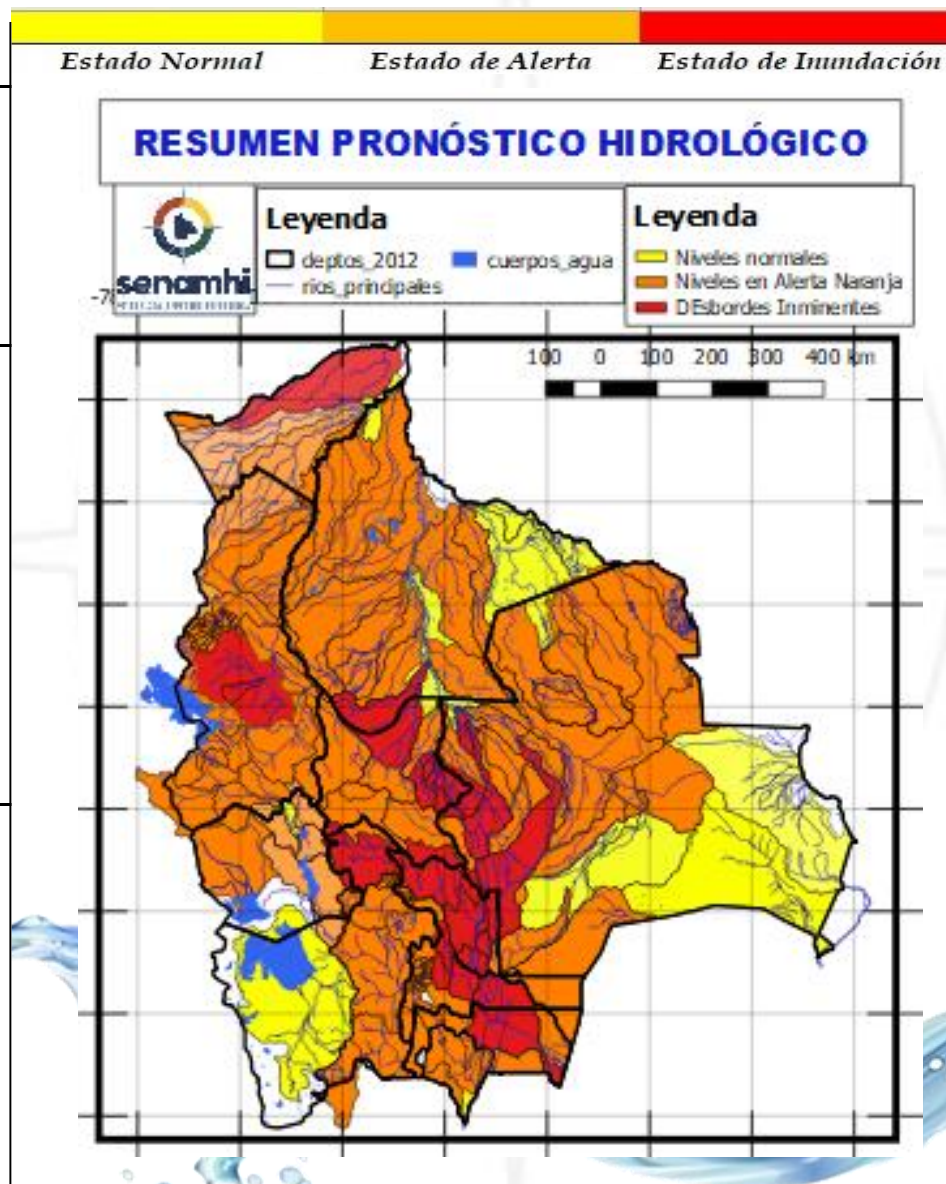 Estado Normal Estado de Alerta Estado de Inundación
RESUMEN PRONÓSTICO HIDROLÓGICO
senamhi
Leyenda
deptos_2012 cuerpos_agua
rios_principales
Leyenda
Niveles normales
Niveles en Alerta Naranja
DEsbordes Inminentes
100 0 100 200 300 400 km